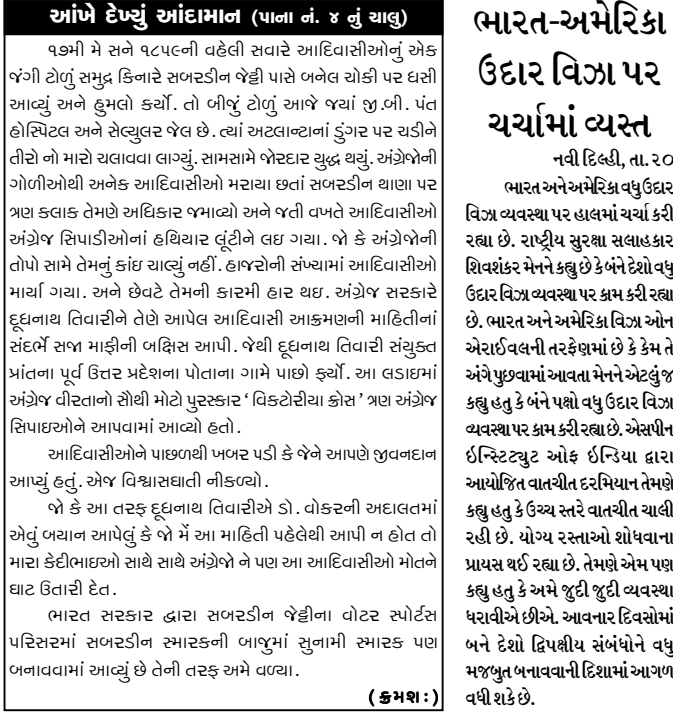 આંખે દેખ્યું આંદામાન (પાના નં. ૪ નું ચાલુ)
૧૭મી મે સને ૧૮૫૯ની વહેલી સવારે આદિવાસીઓનું એક
જંગી ટોળું સમુદ્ર કિનારે સબરડીન જેટ્ટી પાસે બનેલ ચોકી પર ધસી
આવ્યું અને હુમલો કર્યો. તો બીજું ટોળું આજે જયાં જી.બી. પંત
હોસ્પિટલ અને સેલ્યુલર જેલ છે. ત્યાં અટલાન્ટાનાં ડુંગર પર ચડીને
તીરો નો મારો ચલાવવા લાગ્યું. સામસામે જોરદાર યુદ્ધ થયું. અંગ્રેજોની
ગોળીઓથી અનેક આદિવાસીઓ મરાયા છતાં સબરડીન થાણા પર
ત્રણ કલાક તેમણે અધિકાર જમાવ્યો અને જતી વખતે આદિવાસીઓ
અંગ્રેજ સિપાડીઓનાં હથિયાર લૂંટીને લઇ ગયા. જો કે અંગ્રેજોની
તોપો સામે તેમનું કાંઇ ચાલ્યું નહીં. હાજરોની સંખ્યામાં આદિવાસીઓ
માર્યા ગયા. અને છેવટે તેમની કારમી હાર થઇ. અંગ્રેજ સરકારે
દૂધનાથ તિવારીને તેણે આપેલ આદિવાસી આક્રમણની માહિતીનાં
સંદર્ભે સજા માફીની બક્ષિસ આપી. જેથી દૂધનાથ તિવારી સંયુક્ત
પ્રાંતના પૂર્વ ઉત્તર પ્રદેશના પોતાના ગામે પાછો ફર્યો. આ લડાઇમાં
અંગ્રેજ વીરતાનો સૌથી મોટો પુરસ્કાર ‘વિક્ટોરીયા ક્રોસ’ ત્રણ અંગ્રેજ
સિપાઇઓને આપવામાં આવ્યો હતો.
આદિવાસીઓને પાછળથી ખબર પડી કે જેને આપણે જીવનદાન
આપ્યું હતું. એજ વિશ્વાસઘાતી નીકળ્યો.
જો કે આ તરફ દૂધનાથ તિવારીએ ડો. વોકરની અદાલતમાં
એવું બયાન આપેલું કે જો મેં આ માહિતી પહેલેથી આપી ન હોત તો
મારા કેદીભાઇઓ સાથે સાથે અંગ્રેજો ને પણ આ આદિવાસીઓ મોતને
ઘાટ ઉતારી દેત.
ભારત સરકાર દ્વારા સબરડીન જેટ્ટીના વોટર સ્પોર્ટસ
પરિસરમાં સબરડીન સ્મારકની બાજુમાં સુનામી સ્મારક પણ
બનાવવામાં આવ્યું છે તેની તરફ અમે વળ્યા.
(ક્રમશઃ)
ભારત-અમેરિકા
ઉદાર વિઝા પર
ચર્ચામાં વ્યસ્ત
નવી દિલ્હી, તા. ૨૦
ભારત અને અમેરિકા વધુ ઉદાર
વિઝા વ્યવસ્થા પર હાલમાં ચર્ચા કરી
રહ્યા છે. રાષ્ટ્રીય સુરક્ષા સલાહકાર
શિવશંકર મેનને કહ્યુ છે કે બંને દેશો વધુ
ઉદાર વિઝા વ્યવસ્થા પર કામ કરી રહ્યા
છે. ભારત અને અમેરિકા વિઝા ઓન
એરાઈવલની તરફેણમાં છે કે કેમ તે
અંગે પુછવામાં આવતા મેનને એટલું જ
કહ્યુ હતુ કે બંને પક્ષો વધુ ઉદાર વિઝા
વ્યવસ્થા પર કામ કરી રહ્યા છે. એસપીન
ઈન્સ્ટિટ્યુટ ઓફ ઇન્ડિયા દ્વારા
આયોજિત વાતચીત દરમિયાન તેમણે
કહ્યુ હતુ કે ઉચ્ચ સ્તરે વાતચીત ચાલી
રહી છે. યોગ્ય રસ્તાઓ શોધવાના
પ્રાયસ થઈ રહ્યા છે. તેમણે એમ પણ
કહ્યુ હતુ કે અમે જુદી જુદી વ્યવસ્થા
ધરાવીએ છીએ. આવનાર દિવસોમાં
બને દેશો દ્વિપક્ષીય સંબંધોને વધુ
મજબુત બનાવવાની દિશામાં આગળ
વધી શકે છે.